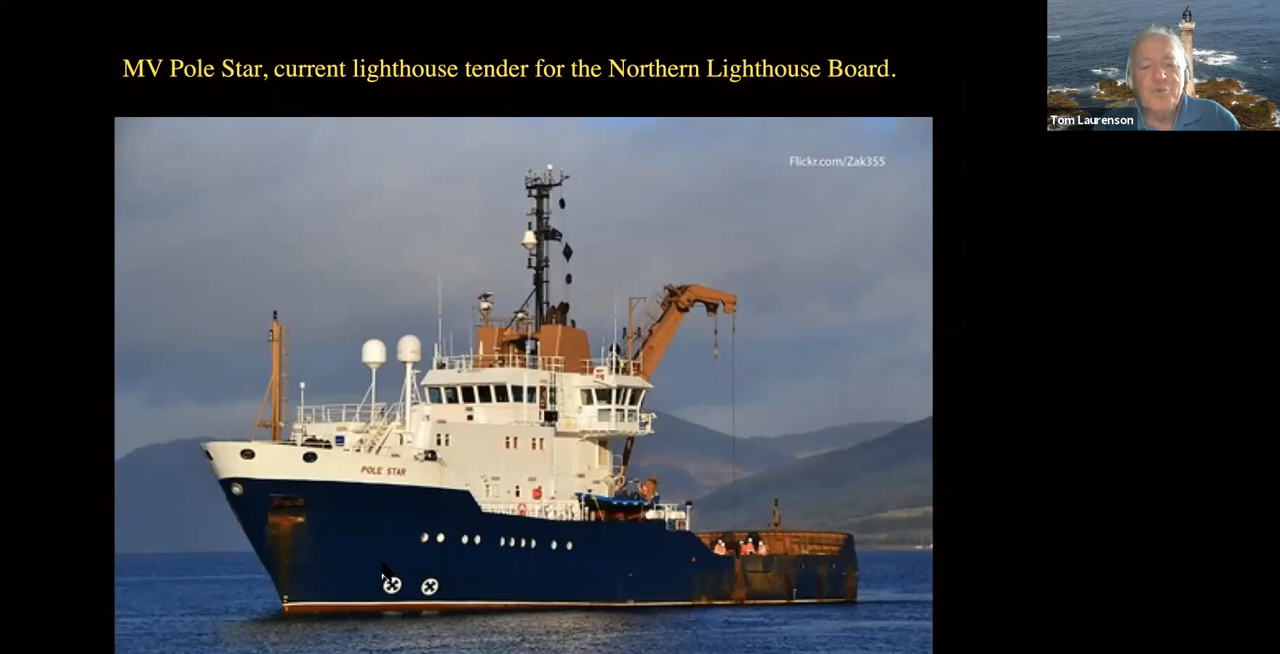 MV Pole Star, current lighthouse tender for the Northern Lighthouse Board.
Tom Laurenson
Flickr.com/Zak355
POLE STAR